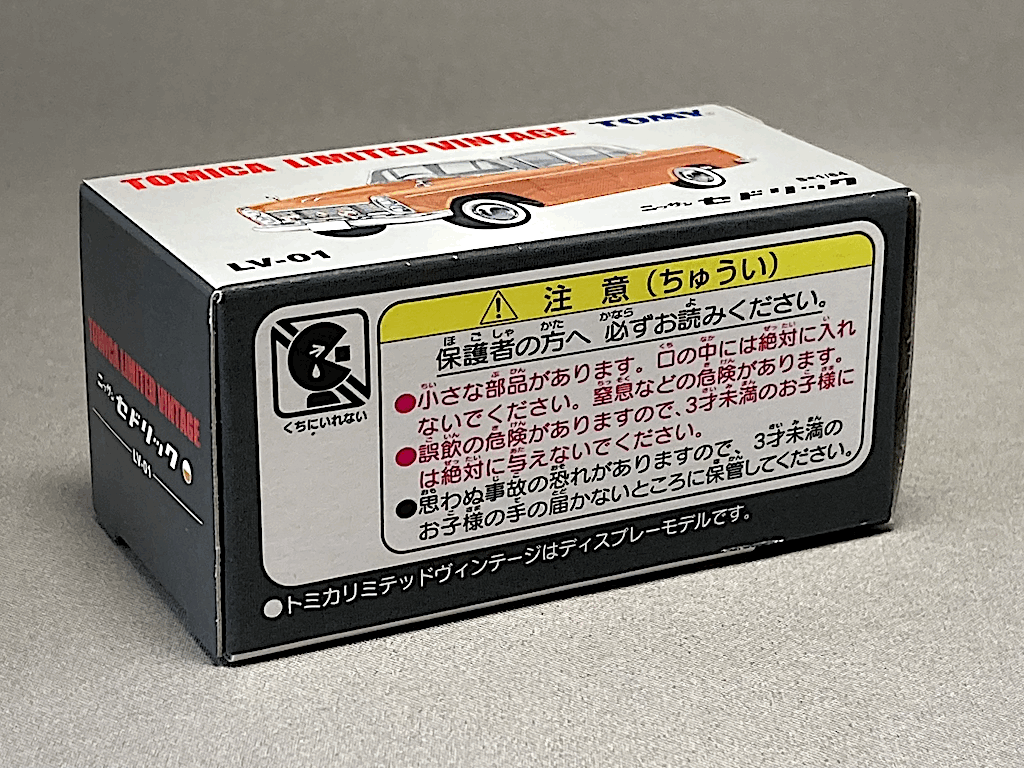 TOMICA LIMITED VINTAGE TOMY
S=1/64
ニッサン セドリック
LV-01
TOMICA LIMITED VINTAGE
ニッサン セドリック
LV-01
くちにいれない
注 意 (ちゅうい)
保護者の方へ 必ずお読みください。
●小さな部品があります。口の中には絶対に入れ
ないでください。窒息などの危険があります。
●誤飲の危険がありますので、3才未満のお子様に
は絶対に与えないでください。
●思わぬ事故の恐れがありますので、3才未満の
お子様の手の届かないところに保管してください。
●トミカリミテッドヴィンテージはディスプレーモデルです。